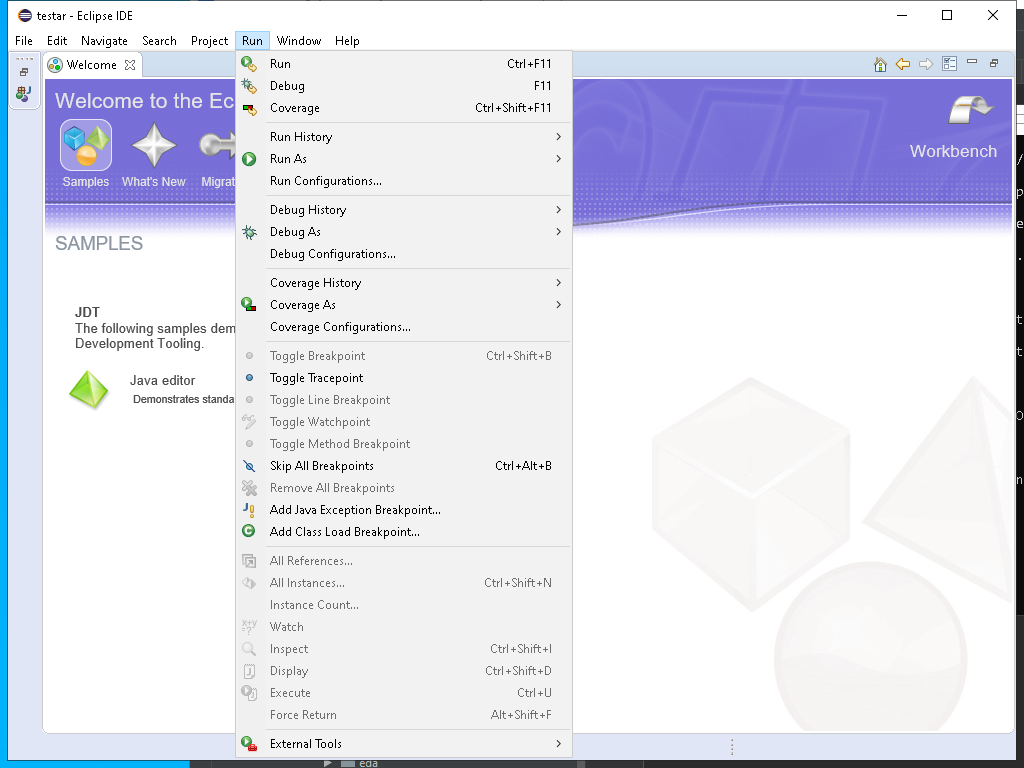 testar - Eclipse IDE
File Edit Navigate Search Project Run Window Help
Welcome
Welcome to the Ec
Samples What's New Migrat
Workbench
SAMPLES
JDT
The following samples dem
Development Tooling.
Java editor
Demonstrates standa
Run Ctrl+F11
Debug F11
Coverage Ctrl+Shift+F11
Run History
Run As
Run Configurations...
Debug History
Debug As
Debug Configurations...
Coverage History
Coverage As
Coverage Configurations...
Toggle Breakpoint Ctrl+Shift+B
Toggle Tracepoint
Toggle Line Breakpoint
Toggle Watchpoint
Toggle Method Breakpoint
Skip All Breakpoints Ctrl+Alt+B
Remove All Breakpoints
Add Java Exception Breakpoint...
Add Class Load Breakpoint...
All References...
All Instances... Ctrl+Shift+N
Instance Count...
Watch
Inspect Ctrl+Shift+I
Display Ctrl+Shift+D
Execute Ctrl+U
Force Return Alt+Shift+F
External Tools
eda